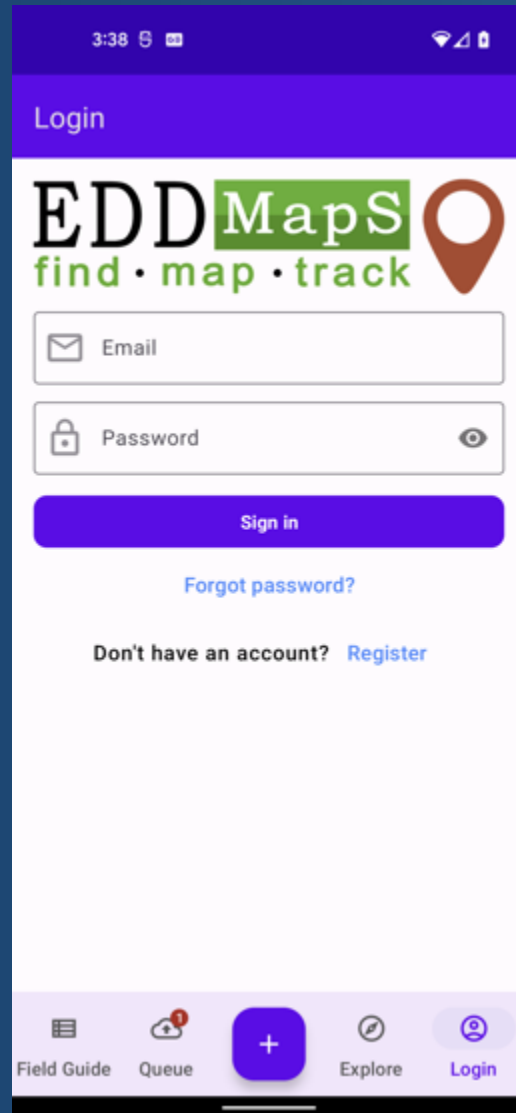 3:38
Login
EDDMapS
find · map · track
Email
Password
Sign in
Forgot password?
Don't have an account? Register
1
+
Field Guide Queue Explore Login